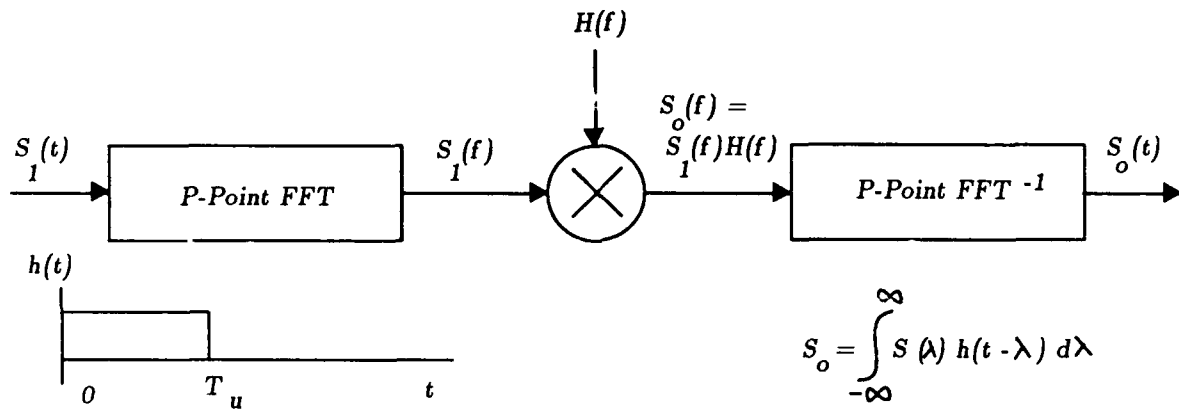 H(f)
S_o(f) =
S_1(t)
S_1(f)
S_1(f)H(f)
S_o(t)
P-Point FFT
P-Point FFT -1
h(t)
0
T_u
t
S_o = ∫_{-∞}^{∞} S (λ) h(t - λ) dλ